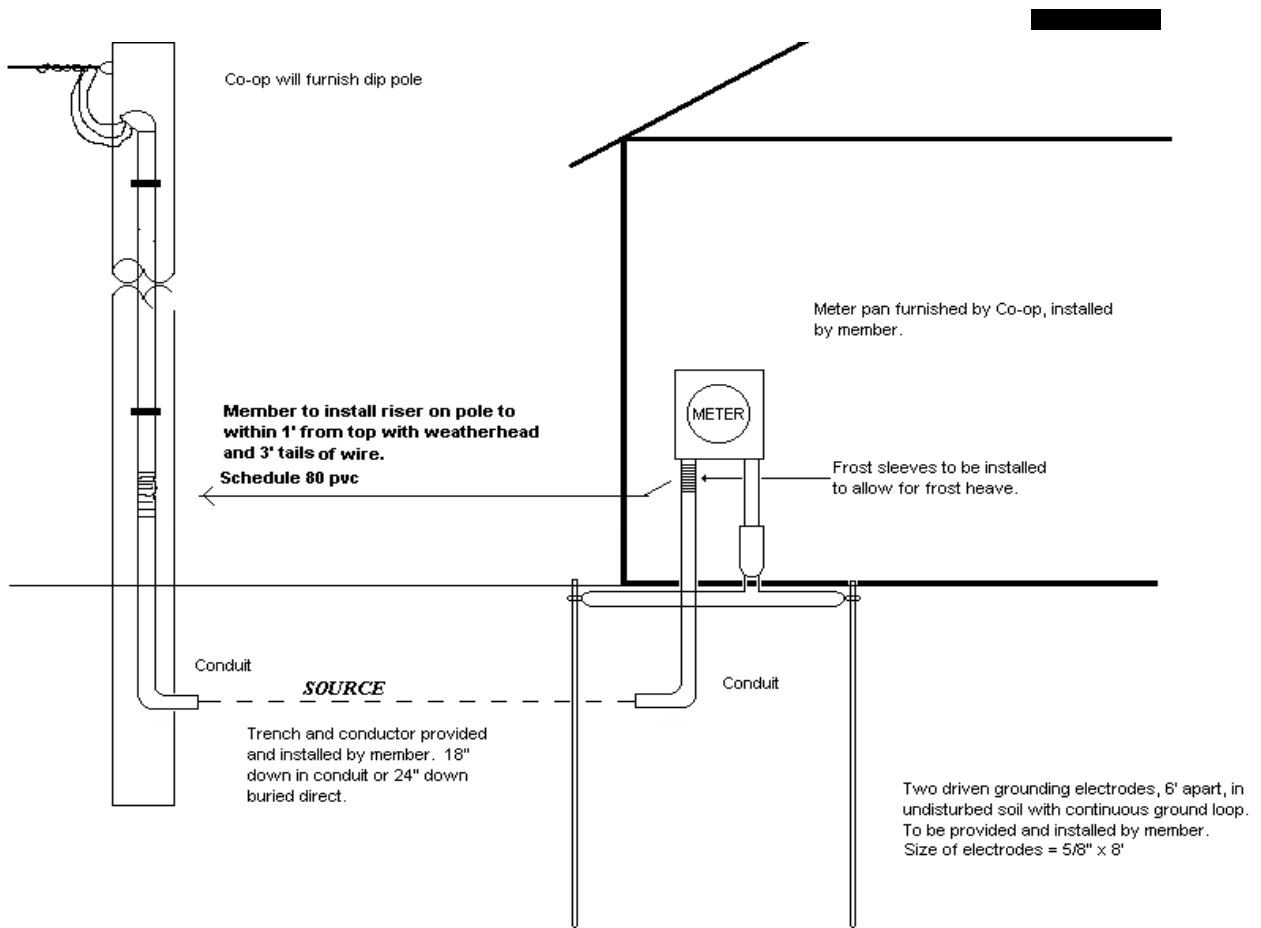 Co-op will furnish dip pole
Meter pan furnished by Co-op, installed
by member.
METER
Member to install riser on pole to
within 1' from top with weatherhead
and 3' tails of wire.
Schedule 80 pvc
Frost sleeves to be installed
to allow for frost heave.
Conduit
SOURCE
Conduit
Trench and conductor provided
and installed by member. 18"
down in conduit or 24" down
buried direct.
Two driven grounding electrodes, 6' apart, in
undisturbed soil with continuous ground loop.
To be provided and installed by member.
Size of electrodes = 5/8" x 8'